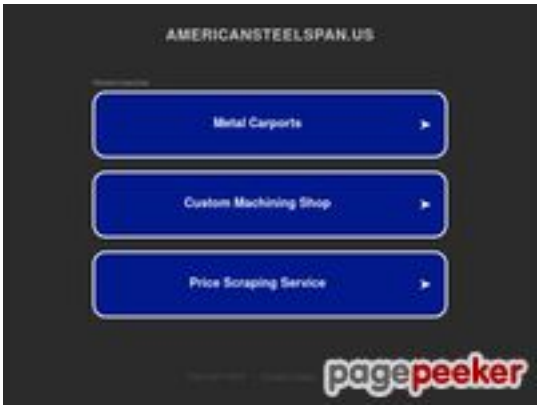 AMERICANSTEELSPAN.US
Metal Carports
Custom Machining Shop
Price Scraping Service
pagepeeker